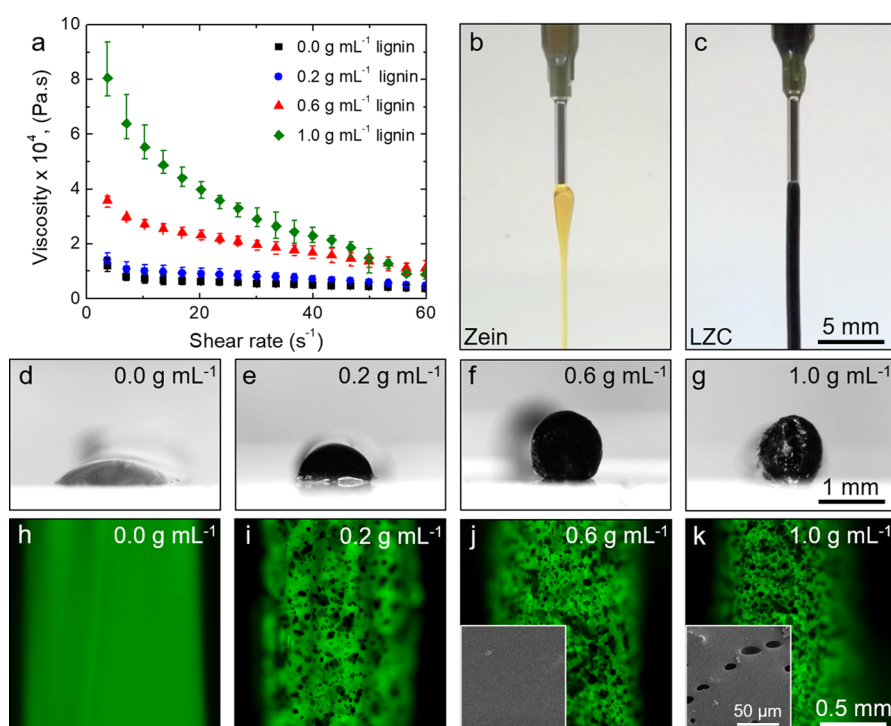 a
Viscosity x 10⁴, (Pa.s)
10
8
6
4
2
0
0
20
40
60
Shear rate (s⁻¹)
0.0 g mL⁻¹ lignin
0.2 g mL⁻¹ lignin
0.6 g mL⁻¹ lignin
1.0 g mL⁻¹ lignin
b
Zein
c
LZC
5 mm
d
0.0 g mL⁻¹
e
0.2 g mL⁻¹
f
0.6 g mL⁻¹
g
1.0 g mL⁻¹
1 mm
h
0.0 g mL⁻¹
i
0.2 g mL⁻¹
j
0.6 g mL⁻¹
k
1.0 g mL⁻¹
50 µm
0.5 mm